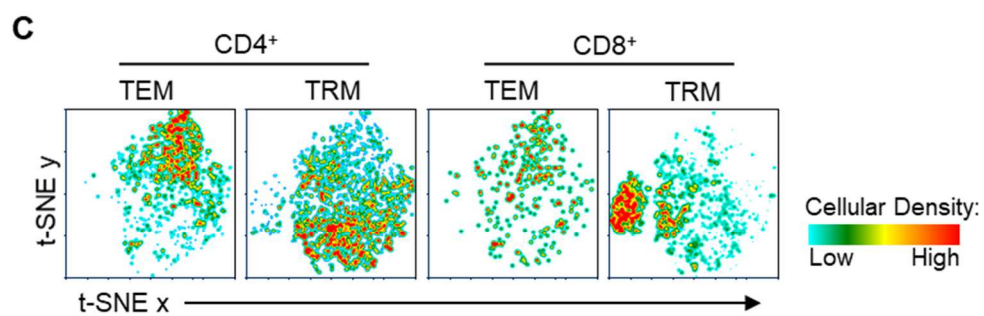 C
CD4+ CD8+
TEM TRM TEM TRM
t-SNE y
Cellular Density:
Low High
t-SNE x